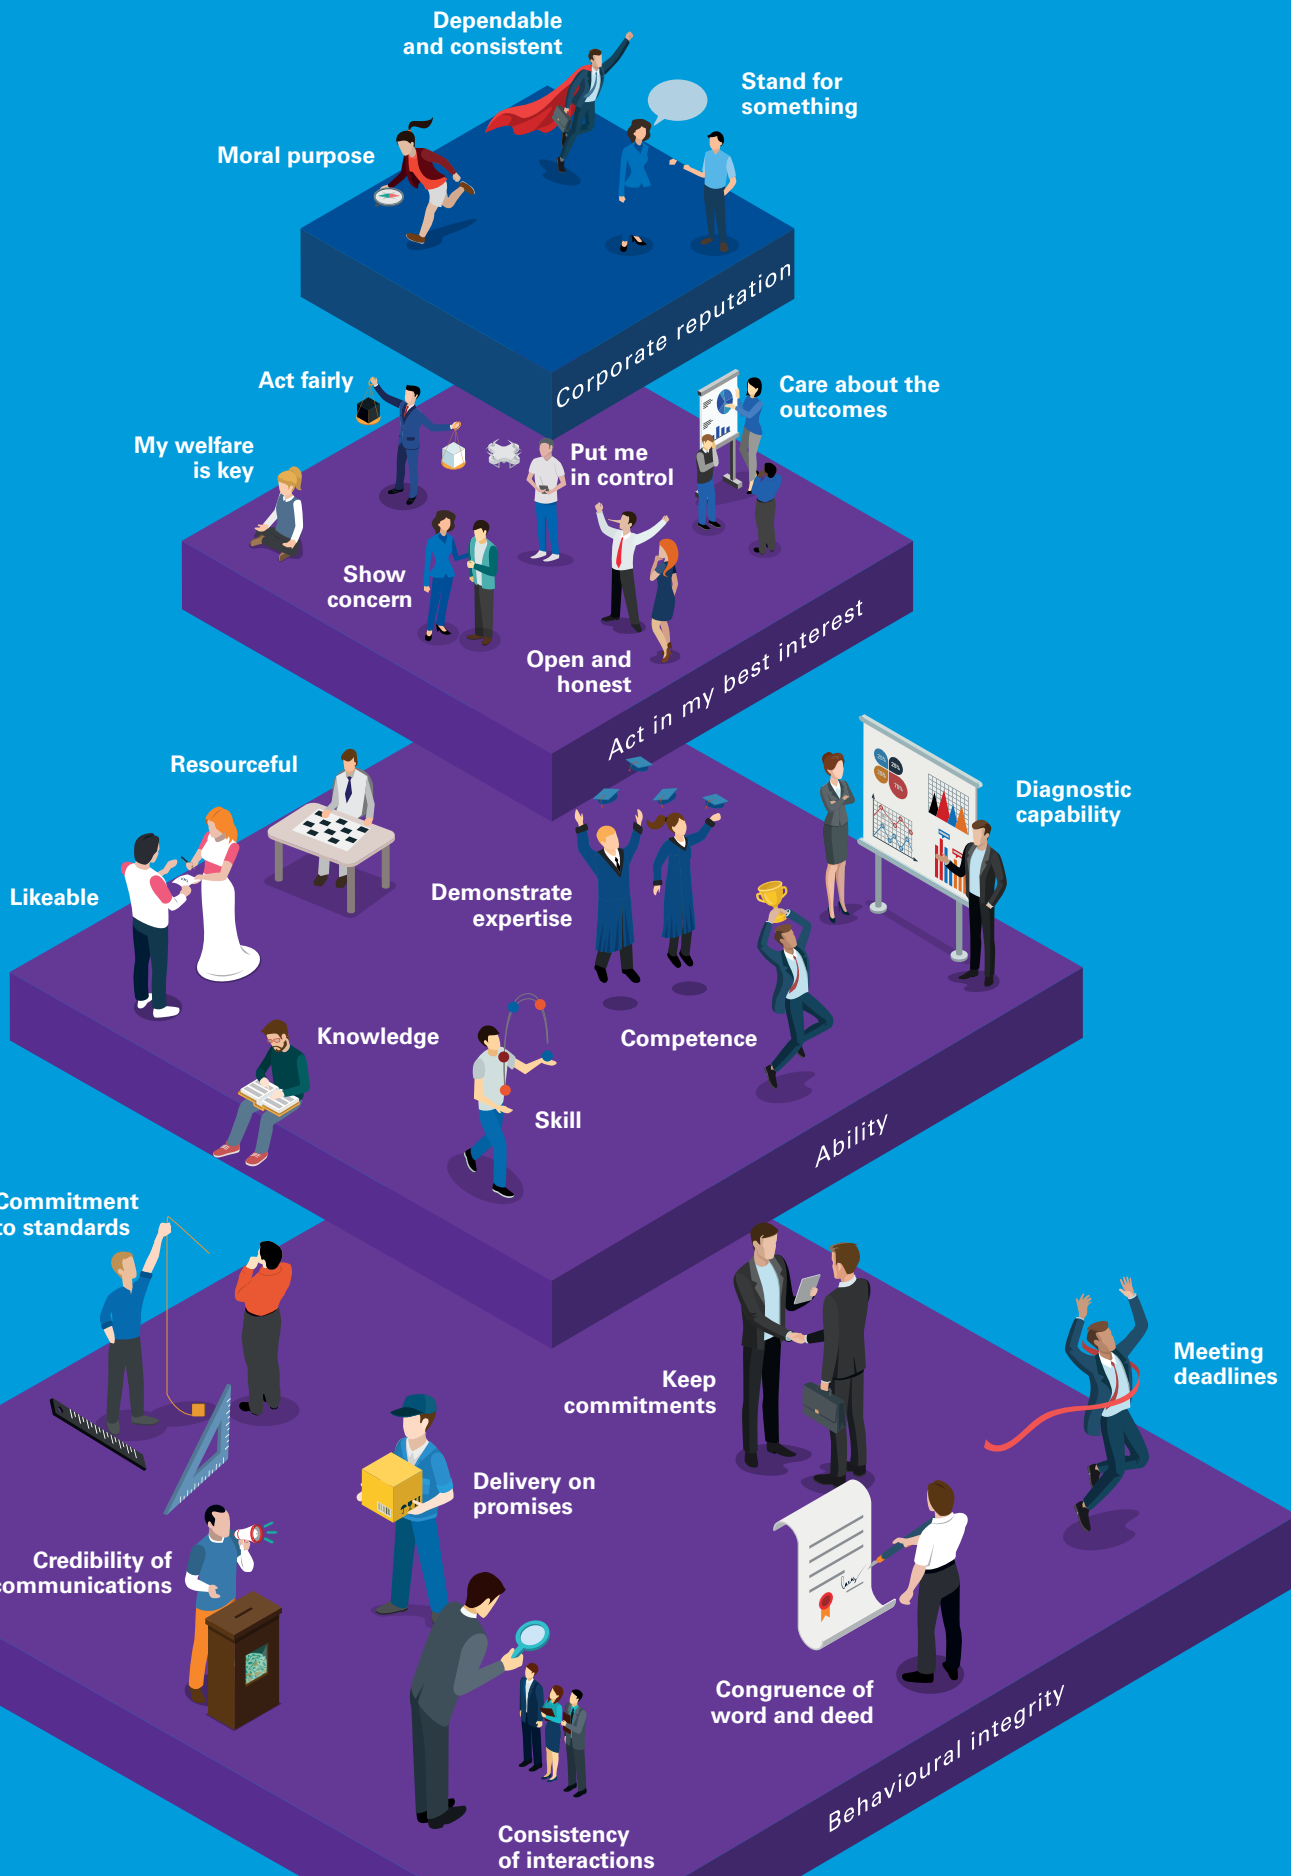 Dependable
and consistent
Stand for
something
Moral purpose
Corporate reputation
Act fairly
Care about the
outcomes
My welfare
is key
Put me
in control
Show
concern
Open and
honest
Act in my best interest
Resourceful
Diagnostic
capability
Likeable
Demonstrate
expertise
Knowledge
Competence
Skill
Ability
Commitment
to standards
Meeting
deadlines
Keep
commitments
Delivery on
promises
Credibility of
communications
Congruence of
word and deed
Behavioural integrity
Consistency
of interactions